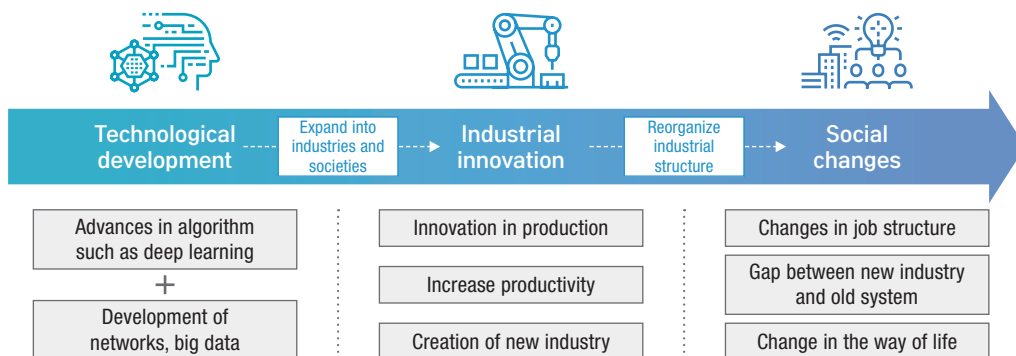 Technological
development
Expand into
industries and
societies
Industrial
innovation
Reorganize
industrial
structure
Social
changes
Advances in algorithm
such as deep learning
+
Development of
networks, big data
Innovation in production
Increase productivity
Creation of new industry
Changes in job structure
Gap between new industry
and old system
Change in the way of life